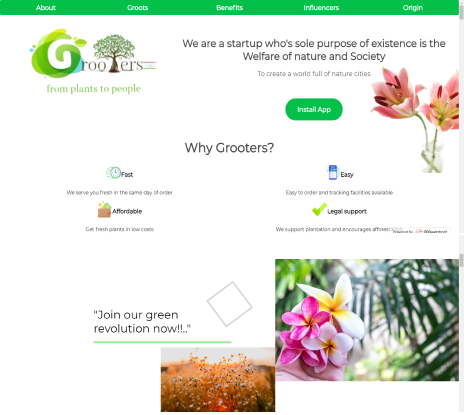 About Groots Benefits Influencers Origin
Grooters
from plants to people
We are a startup who's sole purpose of existence is the
Welfare of nature and Society
To create a world full of nature cities
Install App
Why Grooters?
Fast
We serve you fresh in the same day of order
Easy
Easy to order and tracking facilities available
Affordable
Get fresh plants in low costs
Legal support
We support plantation and encourages afforestation
Powered by 000webhost
"Join our green
revolution now!!.."